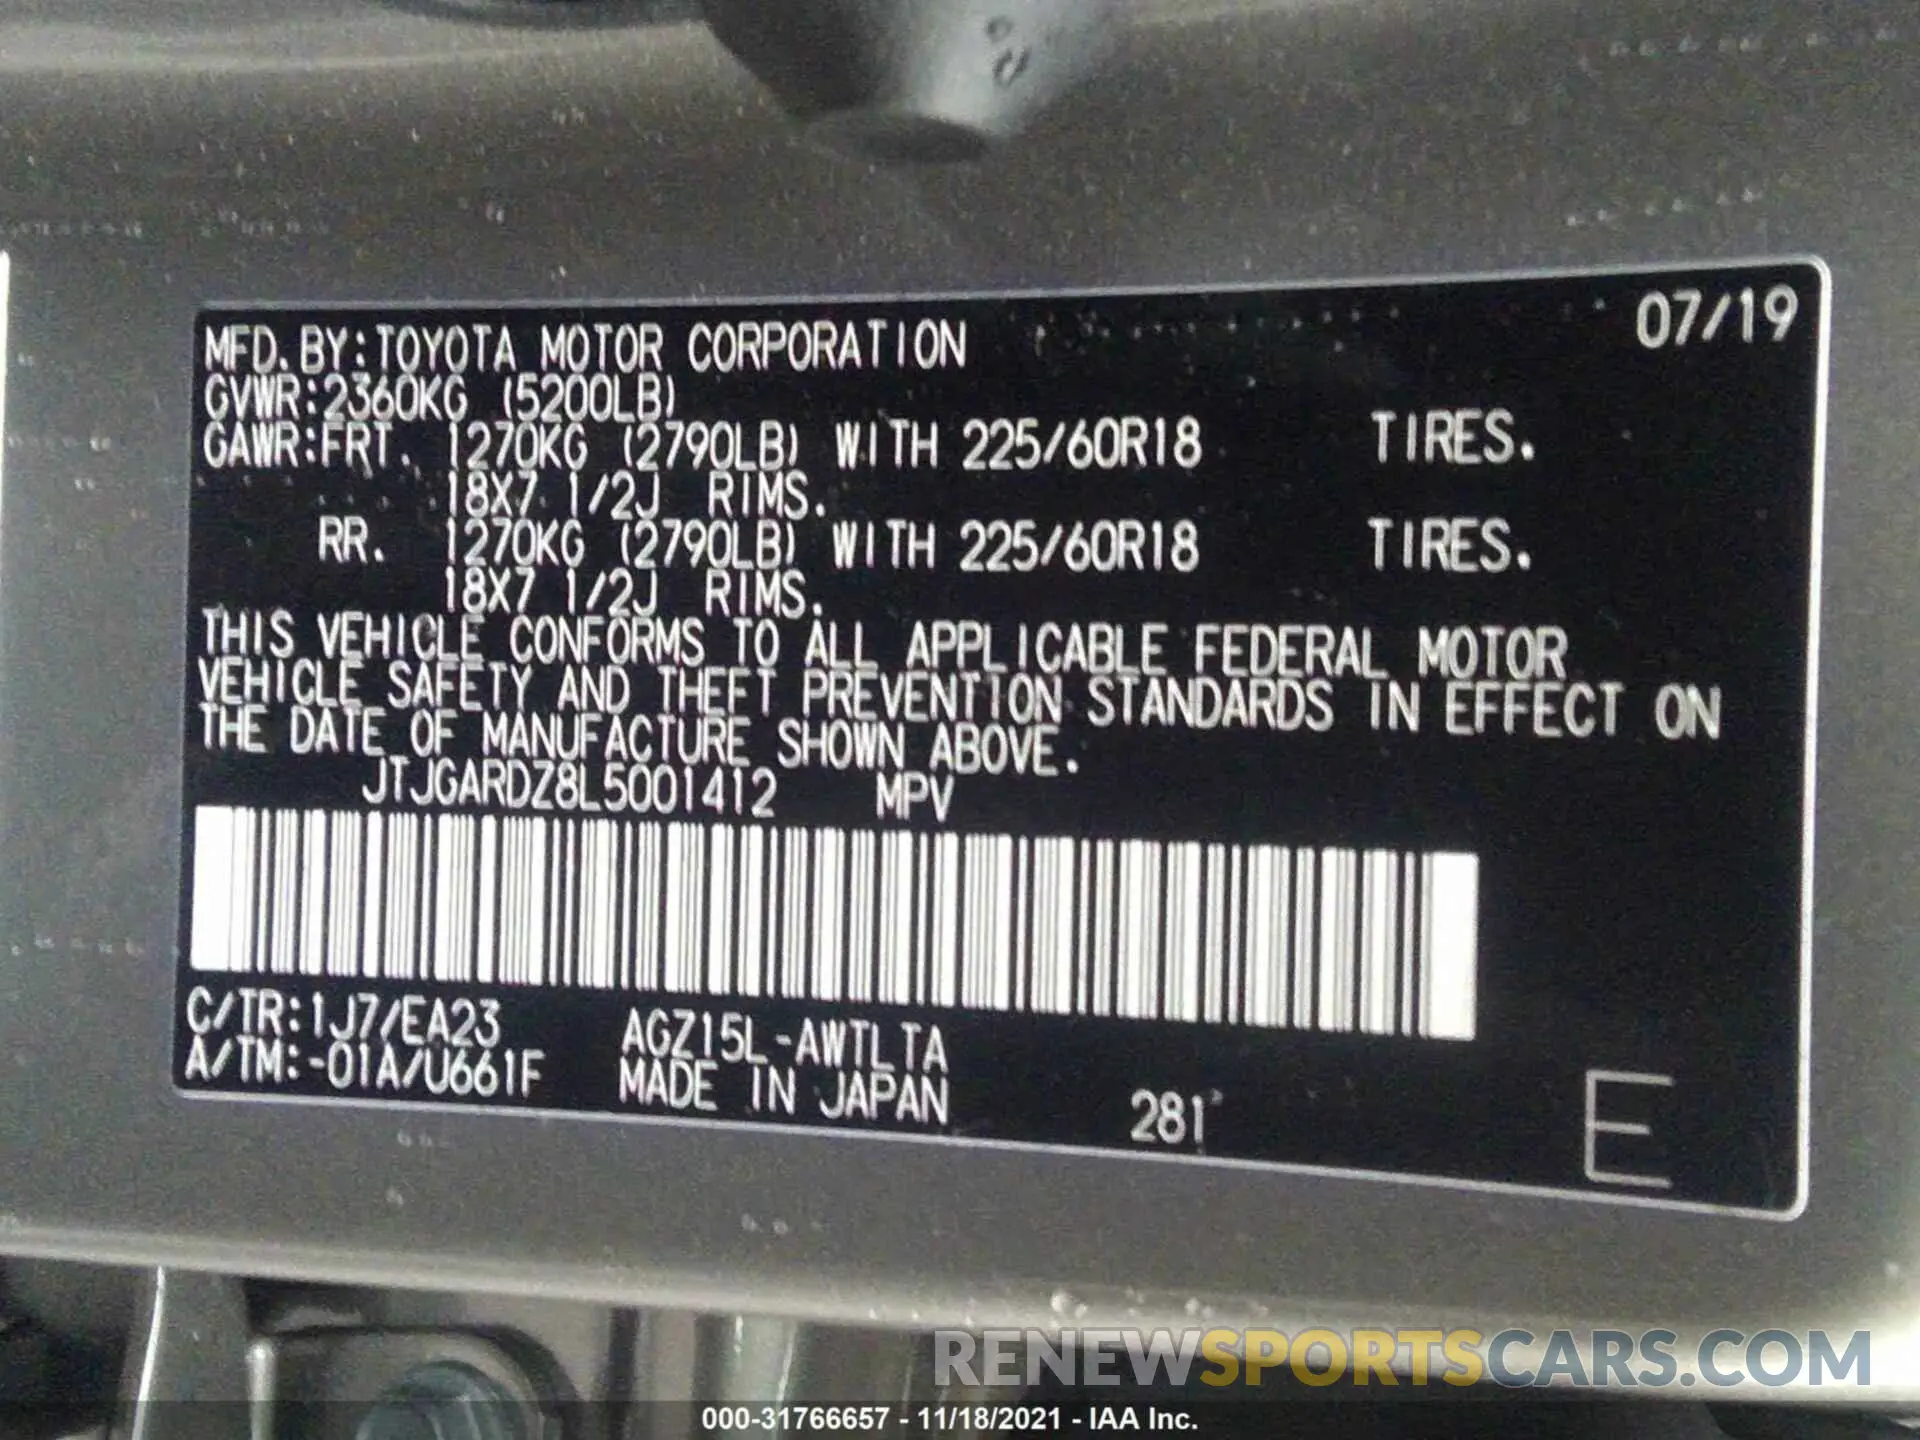 07/19
MFD. BY: TOYOTA MOTOR CORPORATION
GVWR: 2360KG (5200LB)
GAWR: FRT. 1270KG (2790LB) WITH 225/60R18 TIRES.
18X7 1/2J RIMS.
RR. 1270KG (2790LB) WITH 225/60R18 TIRES.
18X7 1/2J RIMS.
THIS VEHICLE CONFORMS TO ALL APPLICABLE FEDERAL MOTOR
VEHICLE SAFETY AND THEFT PREVENTION STANDARDS IN EFFECT ON
THE DATE OF MANUFACTURE SHOWN ABOVE.
JTJGARDZ8L5001412 MPV
C/TR: 1J7/EA23 AGZ15L-AWTLTA
A/TM: -01A/U661F MADE IN JAPAN 281 E
RENEWSPORTSCARS.COM
000-31766657 - 11/18/2021 - IAA Inc.